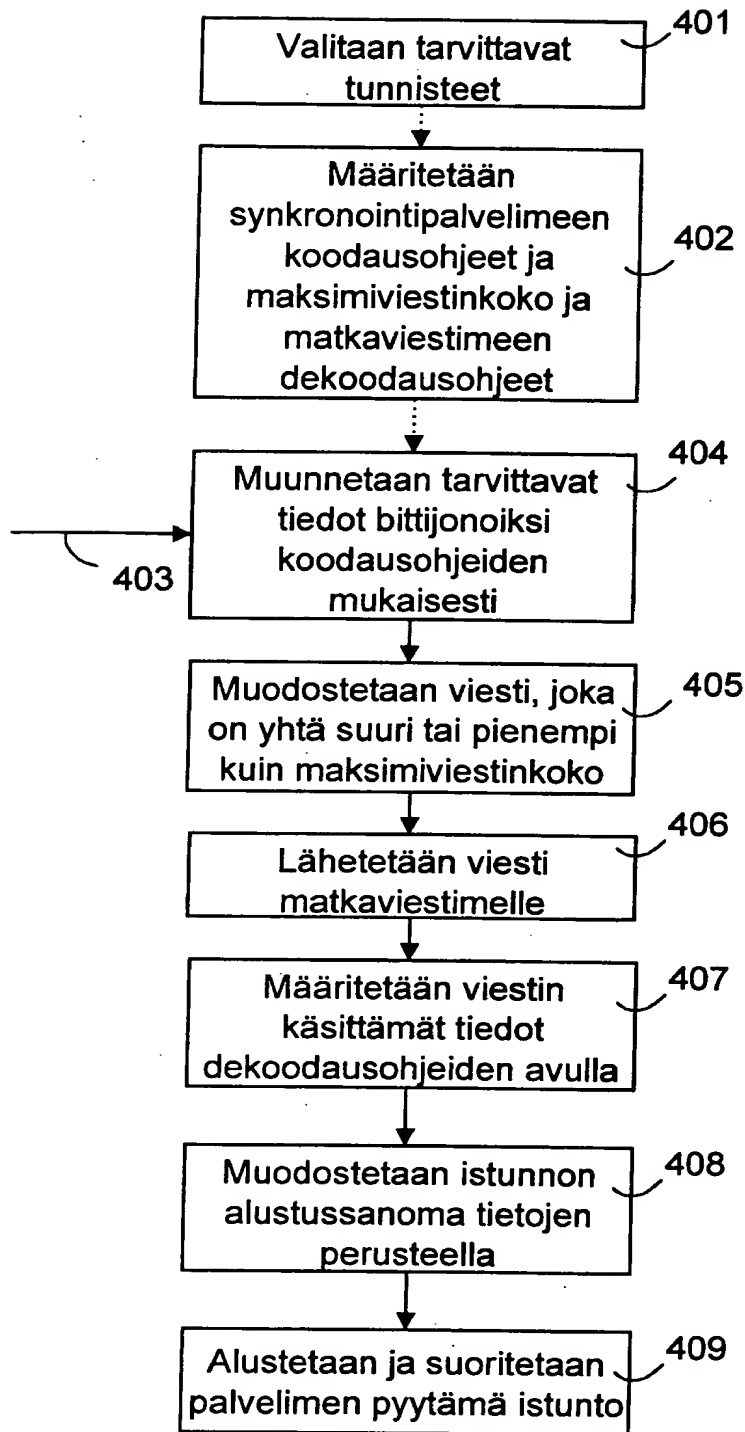 401
Valitaan tarvittavat
tunnisteet
Määritetään
synkronointipalvelimeen
koodausohjeet ja
maksimiviestinkoko ja
matkaviestimeen
dekoodausohjeet
402
404
Muunnetaan tarvittavat
tiedot bittijonoiksi
koodausohjeiden
mukaisesti
403
Muodostetaan viesti, joka
on yhtä suuri tai pienempi
kuin maksimiviestinkoko
405
406
Lähetetään viesti
matkaviestimelle
407
Määritetään viestin
käsittämät tiedot
dekoodausohjeiden avulla
408
Muodostetaan istunnon
alustussanoma tietojen
perusteella
409
Alustetaan ja suoritetaan
palvelimen pyytämä istunto